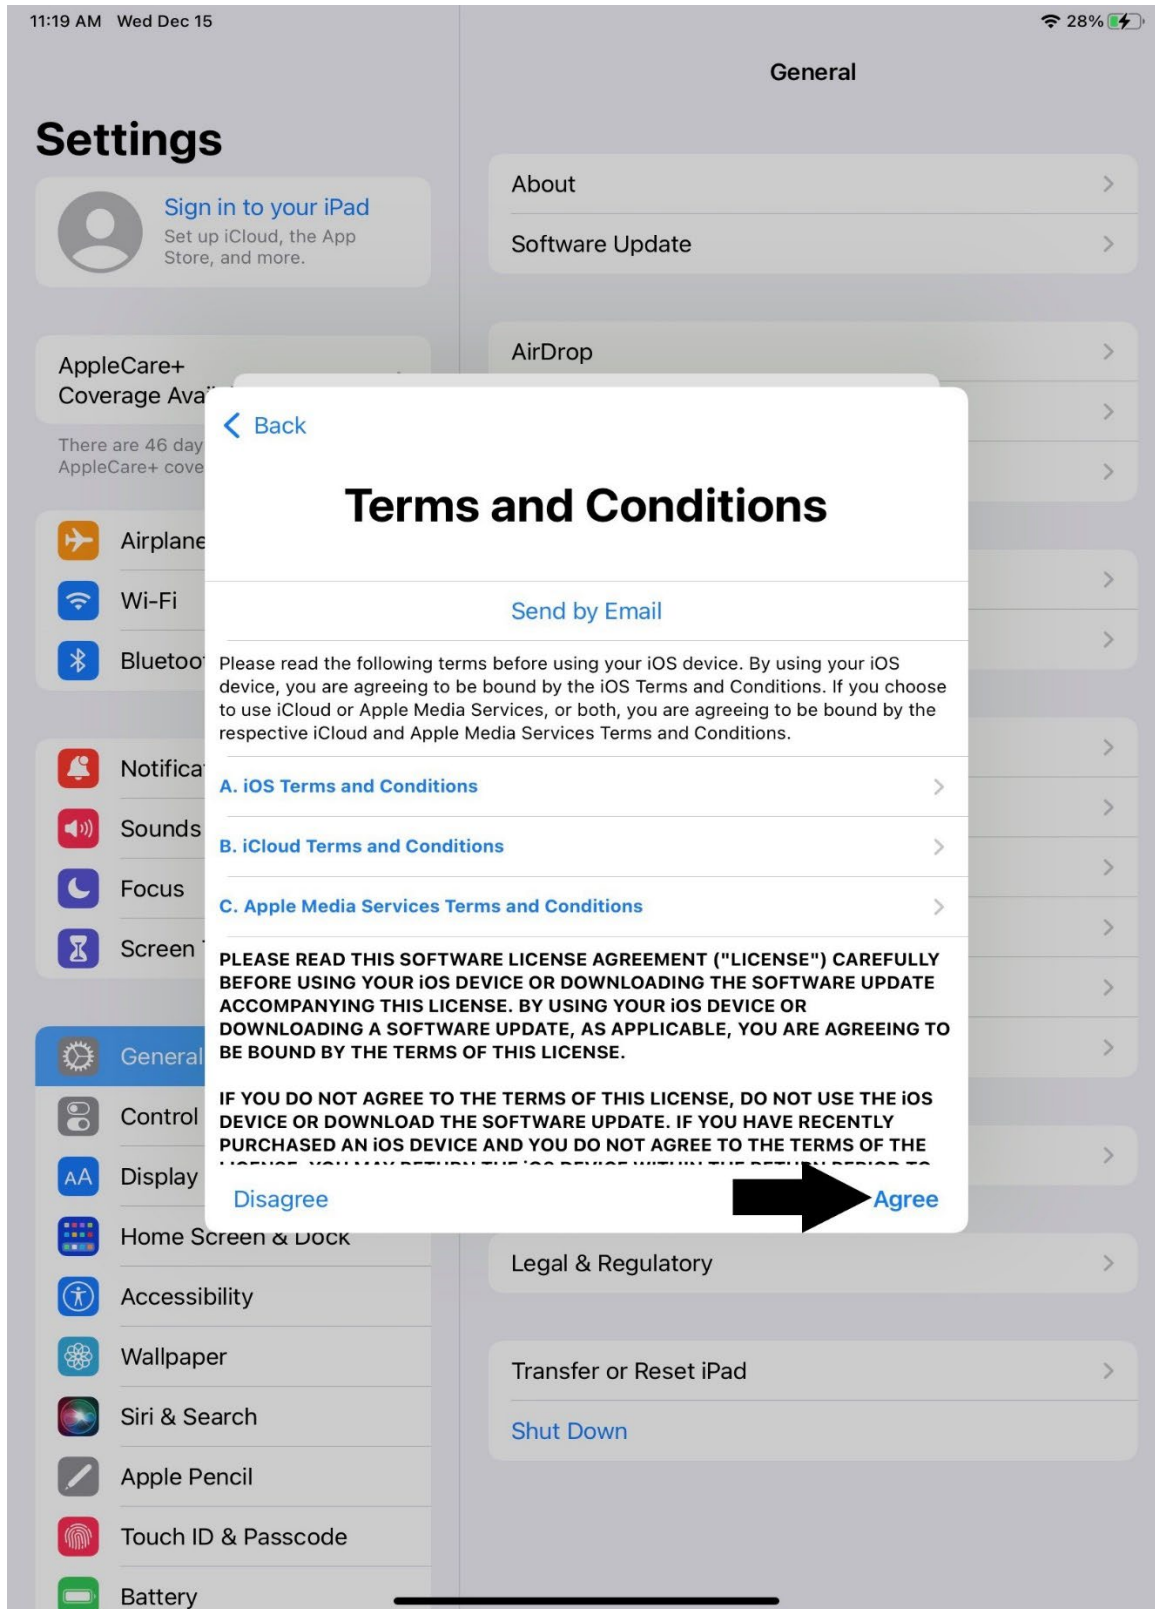 11:19 AM Wed Dec 15
28%
General
Settings
Sign in to your iPad
Set up iCloud, the App
Store, and more.
About
Software Update
AppleCare+
Coverage
There are 46 day
AppleCare+
AirDrop
Back
Terms and Conditions
Send by Email
Please read the following terms before using your iOS device. By using your iOS
device, you are agreeing to be bound by the iOS Terms and Conditions. If you choose
to use iCloud or Apple Media Services, or both, you are agreeing to be bound by the
respective iCloud and Apple Media Services Terms and Conditions.
A. iOS Terms and Conditions
B. iCloud Terms and Conditions
C. Apple Media Services Terms and Conditions
PLEASE READ THIS SOFTWARE LICENSE AGREEMENT ("LICENSE") CAREFULLY
BEFORE USING YOUR iOS DEVICE OR DOWNLOADING THE SOFTWARE UPDATE
ACCOMPANYING THIS LICENSE. BY USING YOUR iOS DEVICE OR
DOWNLOADING A SOFTWARE UPDATE, AS APPLICABLE, YOU ARE AGREEING TO
BE BOUND BY THE TERMS OF THIS LICENSE.
IF YOU DO NOT AGREE TO THE TERMS OF THIS LICENSE, DO NOT USE THE iOS
DEVICE OR DOWNLOAD THE SOFTWARE UPDATE. IF YOU HAVE RECENTLY
PURCHASED AN iOS DEVICE AND YOU DO NOT AGREE TO THE TERMS OF THE
Disagree
Agree
Airplane
Wi-Fi
Bluetoo
Notifica
Sounds
Focus
Screen
General
Control
AA
Display
Home Screen & Dock
Accessibility
Wallpaper
Siri & Search
Apple Pencil
Touch ID & Passcode
Battery
Legal & Regulatory
Transfer or Reset iPad
Shut Down